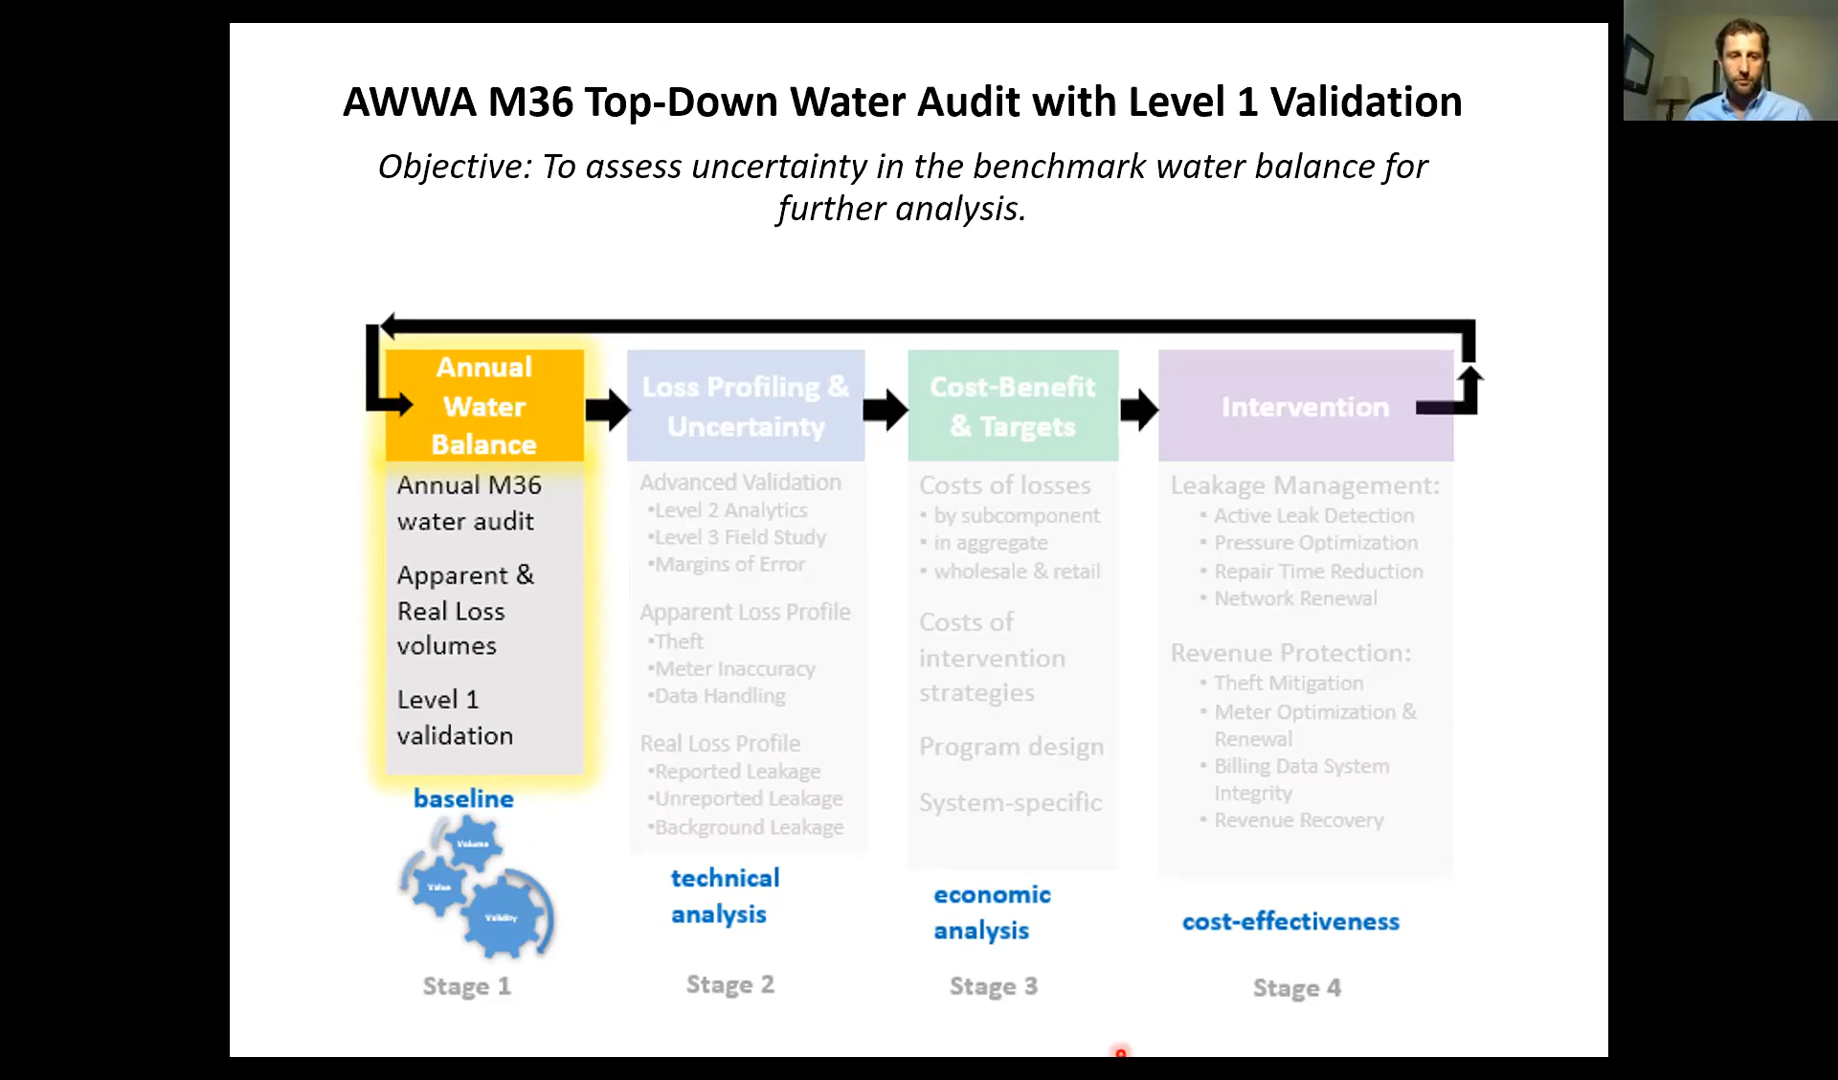 AWWA M36 Top-Down Water Audit with Level 1 Validation
Objective: To assess uncertainty in the benchmark water balance for
further analysis.
Annual
Water
Balance
Annual M36
water audit
Apparent &
Real Loss
volumes
Level 1
validation
baseline
Volume
Value
Validity
Stage 1
Loss Profiling &
Uncertainty
Advanced Validation
•Level 2 Analytics
•Level 3 Field Study
•Margins of Error
Apparent Loss Profile
•Theft
•Meter Inaccuracy
•Data Handling
Real Loss Profile
•Reported Leakage
•Unreported Leakage
•Background Leakage
technical
analysis
Stage 2
Cost-Benefit
& Targets
Costs of losses
• by subcomponent
• in aggregate
• wholesale & retail
Costs of
intervention
strategies
Program design
System-specific
economic
analysis
Stage 3
Intervention
Leakage Management:
• Active Leak Detection
• Pressure Optimization
• Repair Time Reduction
• Network Renewal
Revenue Protection:
• Theft Mitigation
• Meter Optimization &
Renewal
• Billing Data System
Integrity
• Revenue Recovery
cost-effectiveness
Stage 4